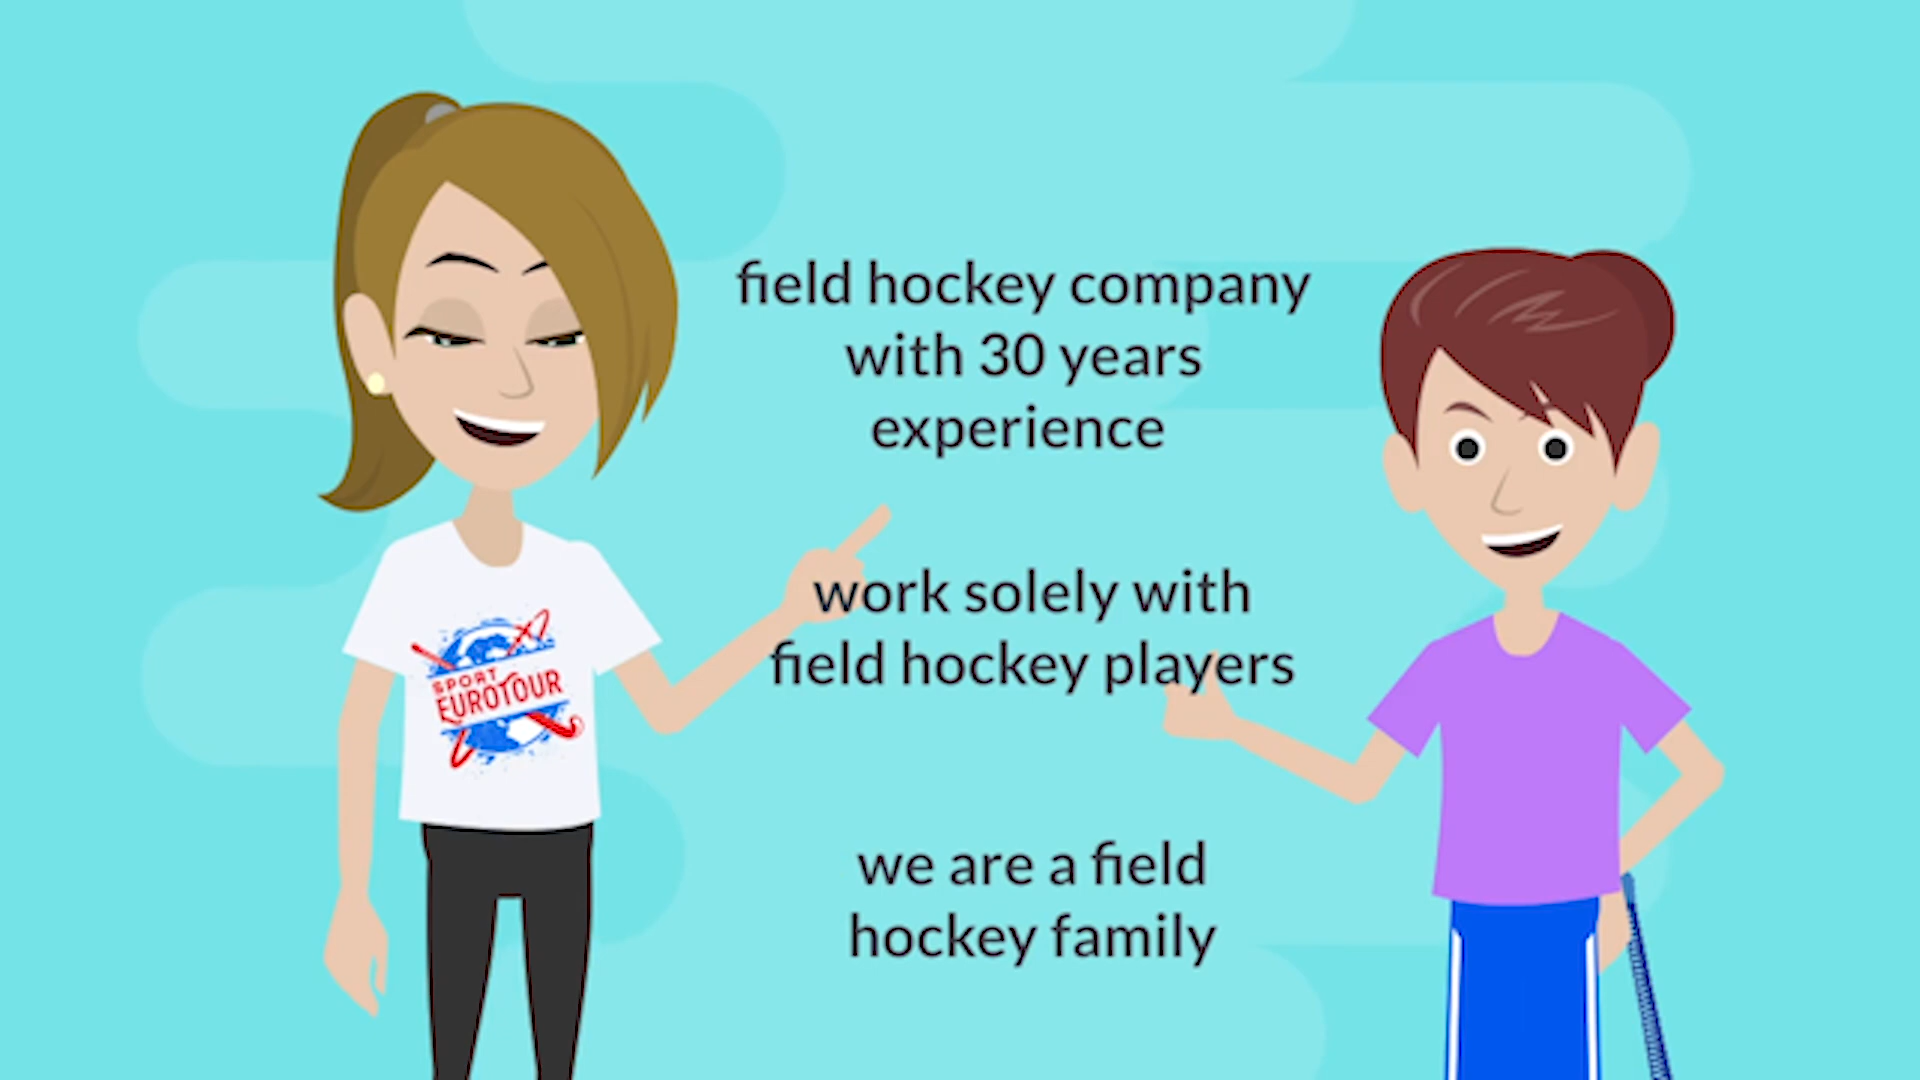 field hockey company
with 30 years
experience
work solely with
field hockey players
SPORT
EUROTOUR
we are a field
hockey family